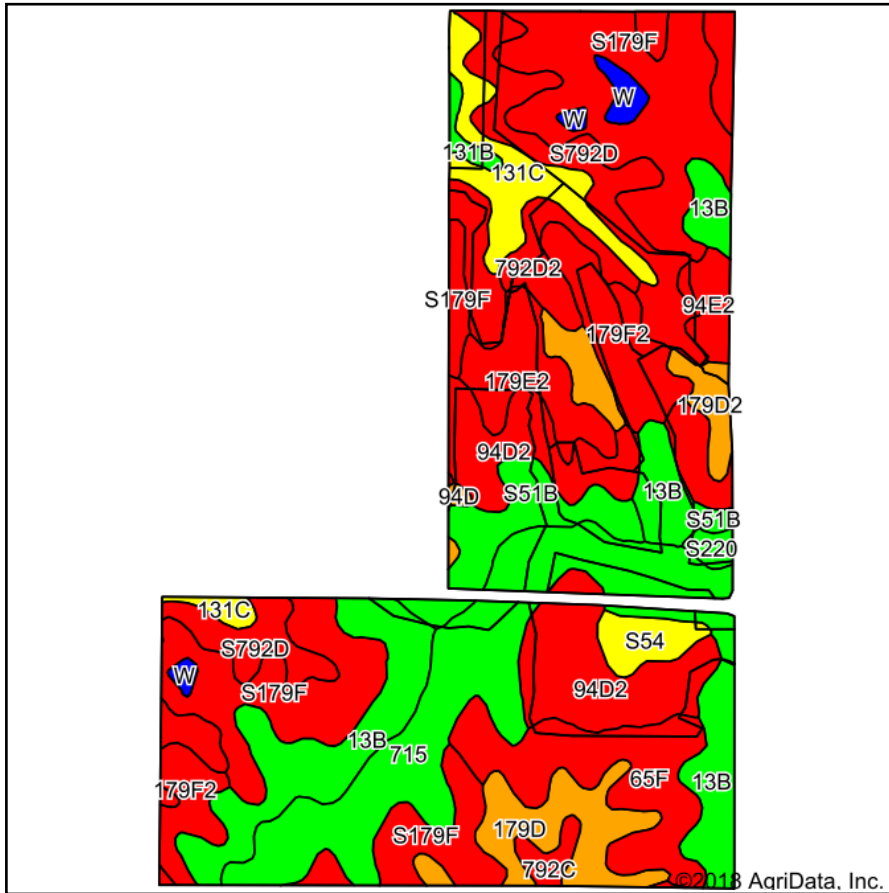 S179F
W
W
131B
S792D
131C
13B
792D2
S179F
94E2
179F2
179E2
179D2
94D2
94D
S51B
13B
S51B
S220
131C
S792D
S54
W
S179F
94D2
13B
715
179F2
65F
13B
S179F
179D
792C
©2018 AgriData, Inc.